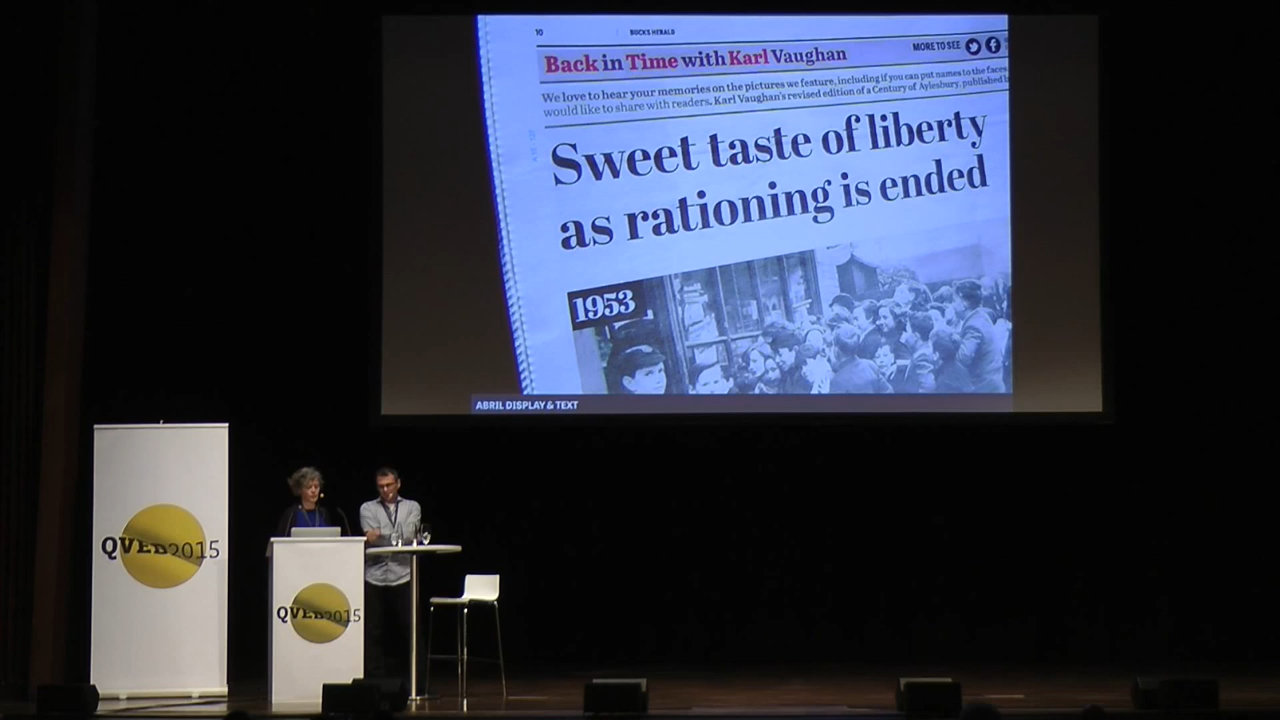 10
BUCKS HERALD
Back in Time with Karl Vaughan
MORE TO SEE
We love to hear your memories on the pictures we feature, including if you can put names to the faces
would like to share with readers. Karl Vaughan's revised edition of a Century of Aylesbury, published b
Sweet taste of liberty
as rationing is ended
1953
ABRIL DISPLAY & TEXT
QVED2015
QVED2015